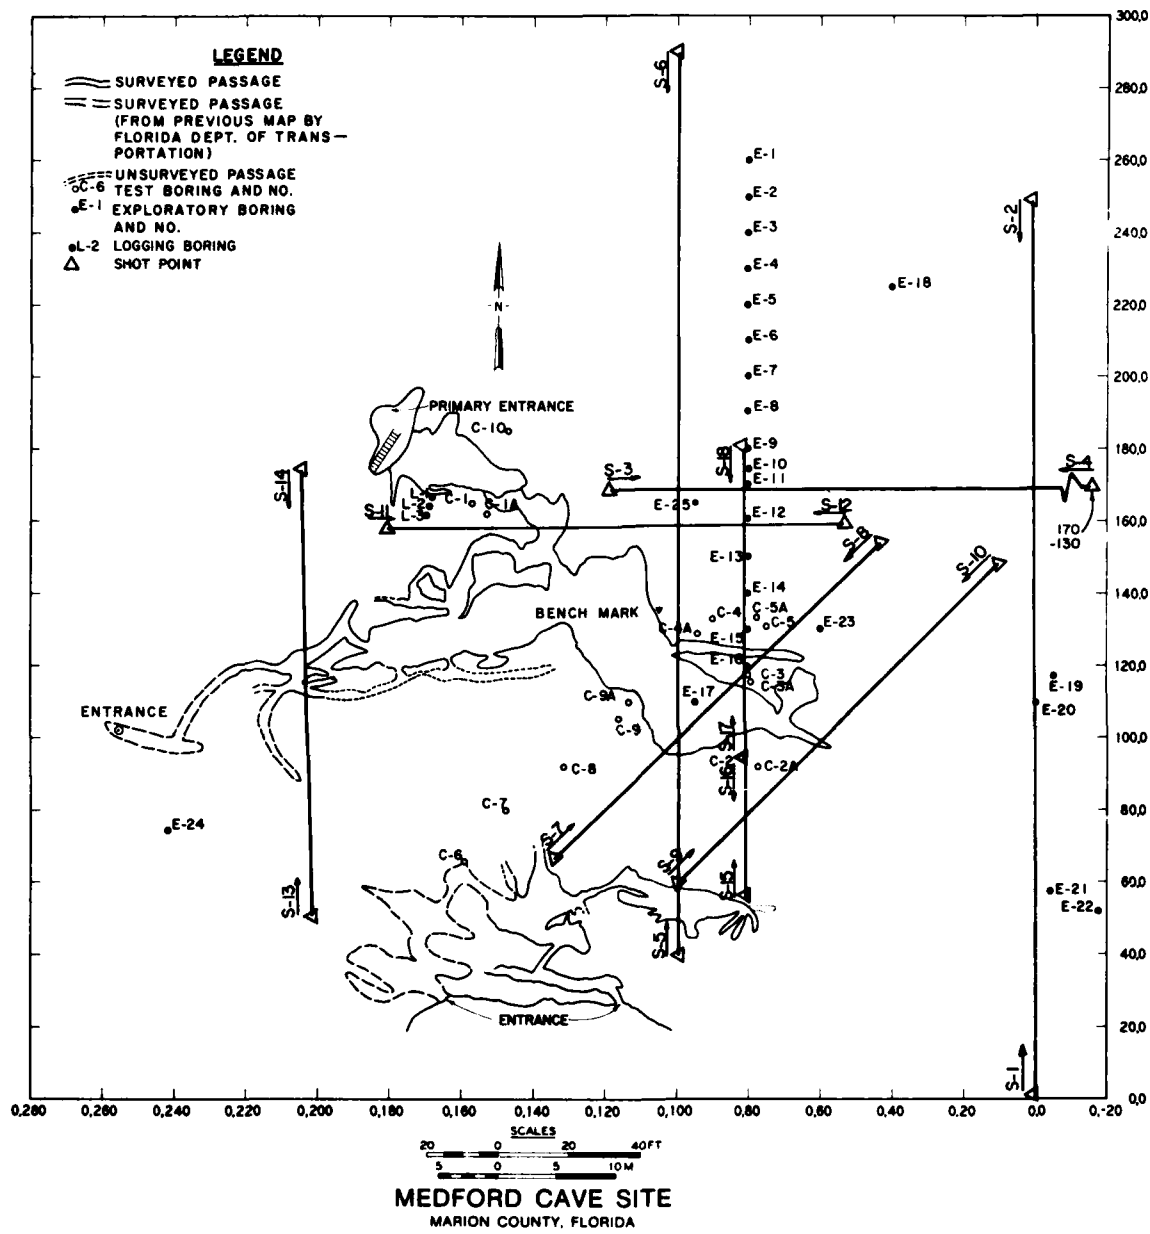 300,0
LEGEND
SURVEYED PASSAGE
SURVEYED PASSAGE
(FROM PREVIOUS MAP BY
FLORIDA DEPT. OF TRANS-
PORTATION)
UNSURVEYED PASSAGE
C-6 TEST BORING AND NO.
E-1 EXPLORATORY BORING
AND NO.
L-2 LOGGING BORING
SHOT POINT
S-6
280,0
E-1
260,0
E-2
S-2
E-3
240,0
E-4
E-18
E-5
220,0
N
E-6
E-7
200,0
PRIMARY ENTRANCE
E-8
C-10
E-9
180,0
S-18
S-14
S-3
E-10
S-4
E-11
L-2
L-3
C-1
C-1A
E-25
S-11
E-12
S-12
160,0
170
-130
S-8
S-10
E-13
E-14
140,0
BENCH MARK
C-4
C-5A
C-5
C-4A
E-23
E-15
E-16
120,0
C-3
C-3A
E-19
E-17
C-9A
E-20
ENTRANCE
C-9
S-17
100,0
C-2
C-2A
C-8
S-16
80,0
C-7
E-24
S-7
C-6
S-9
60,0
S-15
E-21
S-13
E-22
S-5
40,0
ENTRANCE
20,0
S-1
0,0
0,280 0,260 0,240 0,220 0,200 0,180 0,160 0,140 0,120 0,100 0,80 0,60 0,40 0,20 0,0 0,-20
SCALES
20 0 20 40FT
5 0 5 10M
MEDFORD CAVE SITE
MARION COUNTY, FLORIDA